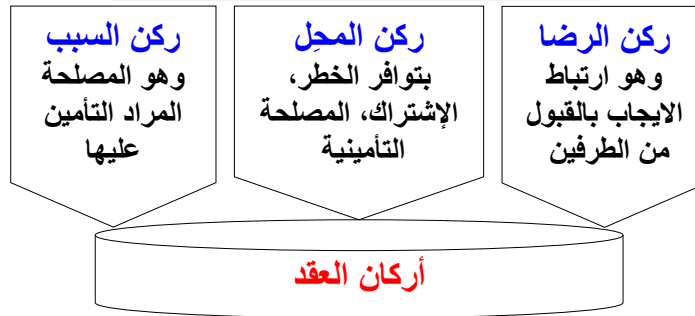 ركن الرضا
وهو ارتباط
الايجاب بالقبول
من الطرفين
ركن المحِل
بتوافر الخطر،
الإشتراك، المصلحة
التأمينية
ركن السبب
وهو المصلحة
المراد التأمين
عليها
أركان العقد